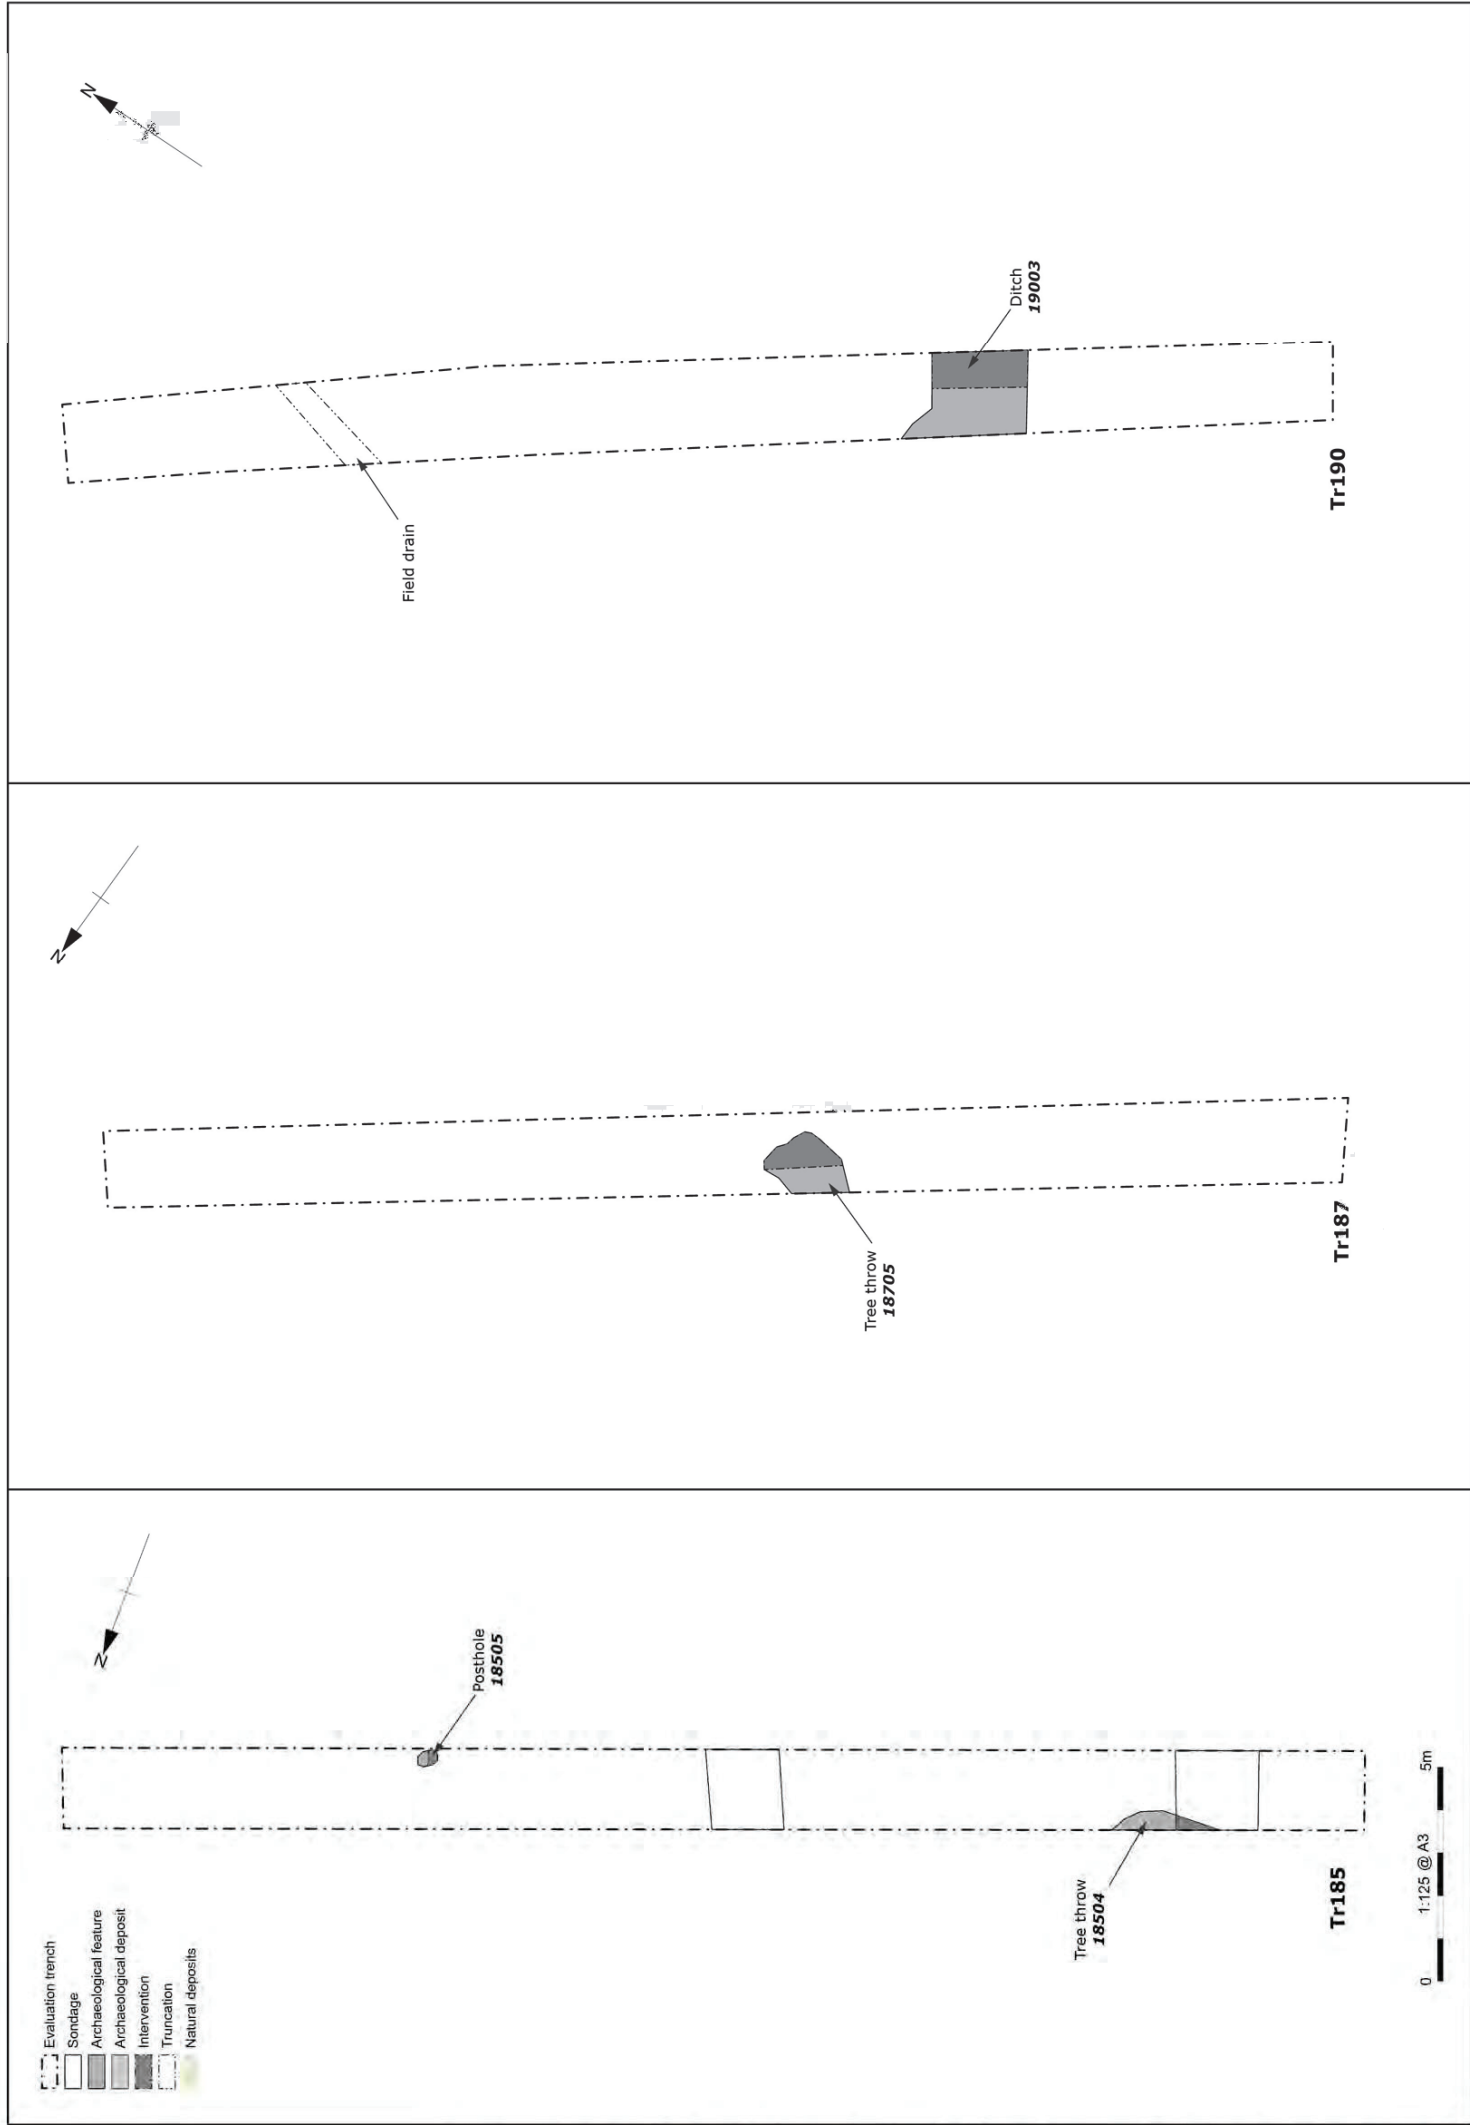 Evaluation trench
Sondage
Archaeological feature
Archaeological deposit
Intervention
Truncation
Natural deposits
N
Posthole
18505
Tree throw
18504
Tr185
0
1:125 @ A3
5m
N
Tree throw
18705
Tr187
N
Field drain
Ditch
19003
Tr190